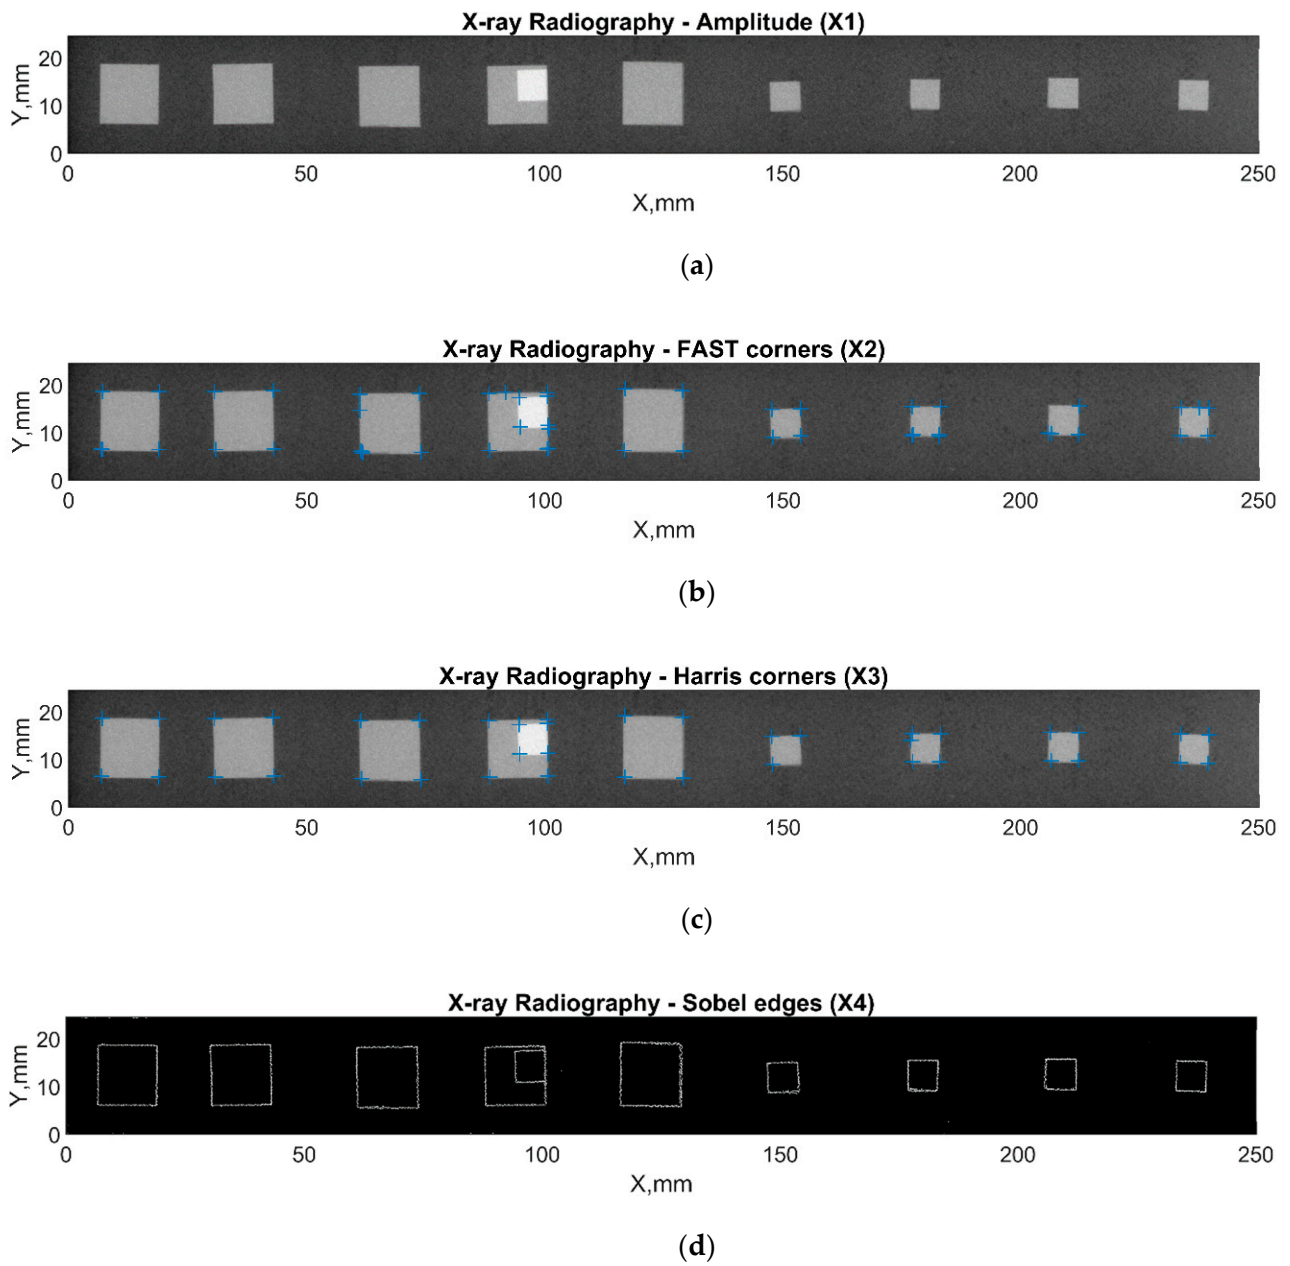 X-ray Radiography - Amplitude (X1)
Y,mm
20
10
0
0 50 100 150 200 250
X,mm
(a)
X-ray Radiography - FAST corners (X2)
Y,mm
20
10
0
0 50 100 150 200 250
X,mm
(b)
X-ray Radiography - Harris corners (X3)
Y,mm
20
10
0
0 50 100 150 200 250
X,mm
(c)
X-ray Radiography - Sobel edges (X4)
Y,mm
20
10
0
0 50 100 150 200 250
X,mm
(d)